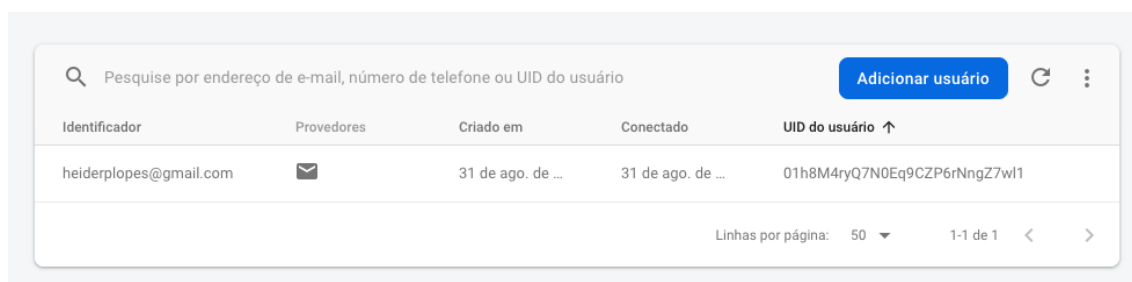 Pesquise por endereço de e-mail, número de telefone ou UID do usuário Adicionar usuário
Identificador Provedores Criado em Conectado UID do usuário
heiderplopes@gmail.com 31 de ago. de ... 31 de ago. de ... 01h8M4ryQ7N0Eq9CZP6rNngZ7wl1
Linhas por página: 50 1-1 de 1